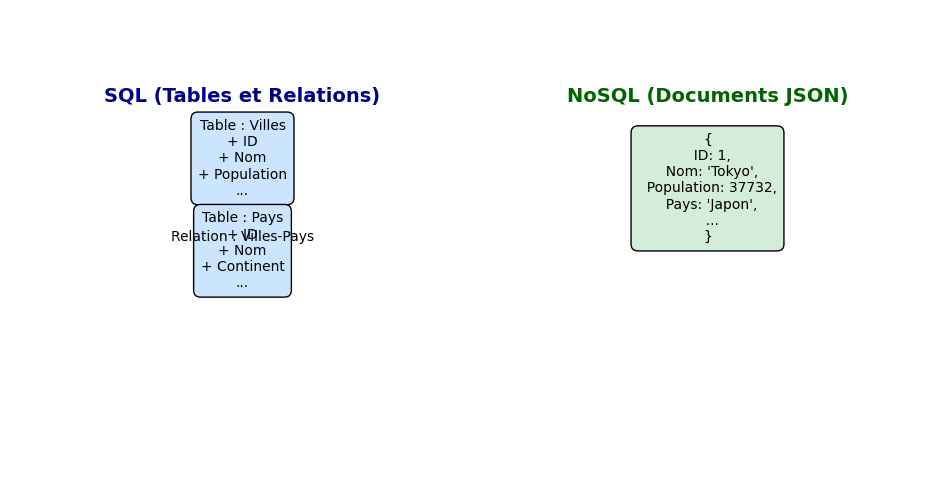 SQL (Tables et Relations)
Table : Villes
+ ID
+ Nom
+ Population
...
Table : Pays
+ ID
Relation : Villes-Pays
+ Nom
+ Continent
...
NoSQL (Documents JSON)
{
ID: 1,
Nom: 'Tokyo',
Population: 37732,
Pays: 'Japon',
...
}